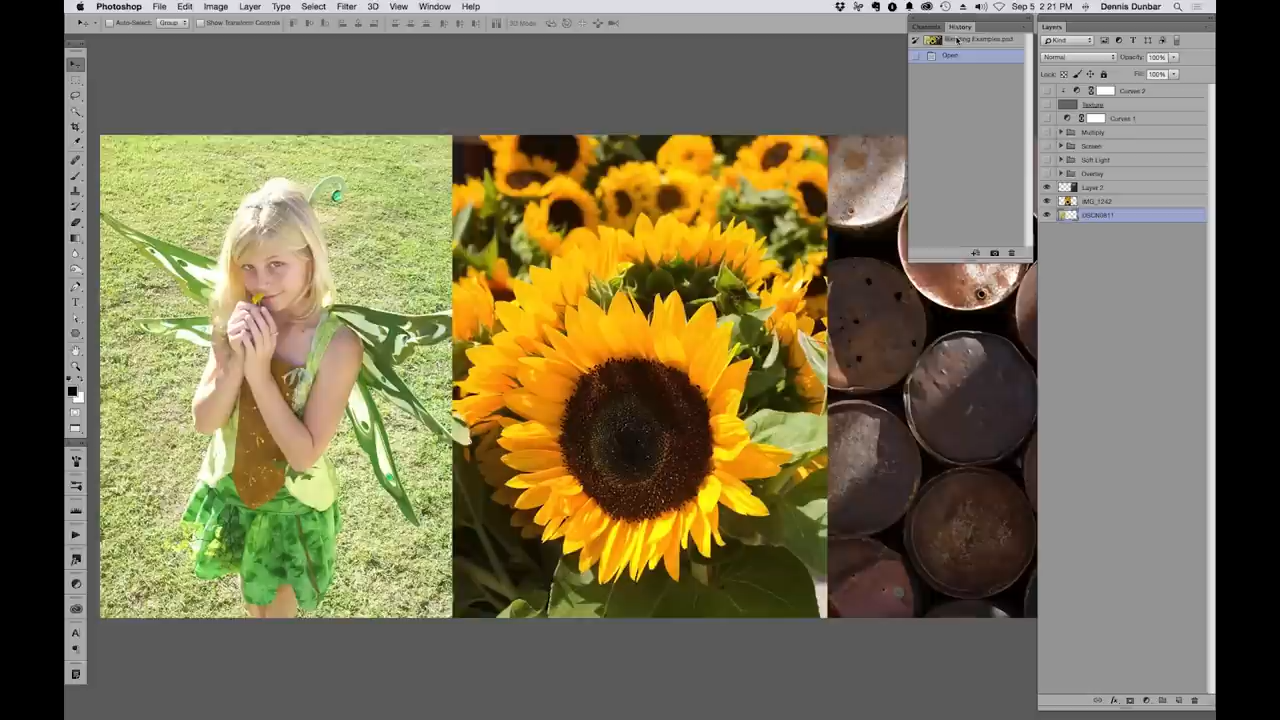 Photoshop File Edit Image Layer Type Select Filter 3D View Window Help
Sep 5 2:21 PM Dennis Dunbar
Auto-Select: Group Show Transform Controls 3D Mode
Channels History
Blending Examples.psd
Open
Layers
Kind
Normal Opacity: 100%
Lock: Fill: 100%
Curves 2
Texture
Curves 1
Multiply
Screen
Soft Light
Overlay
Layer 2
IMG_1242
DSCN0811